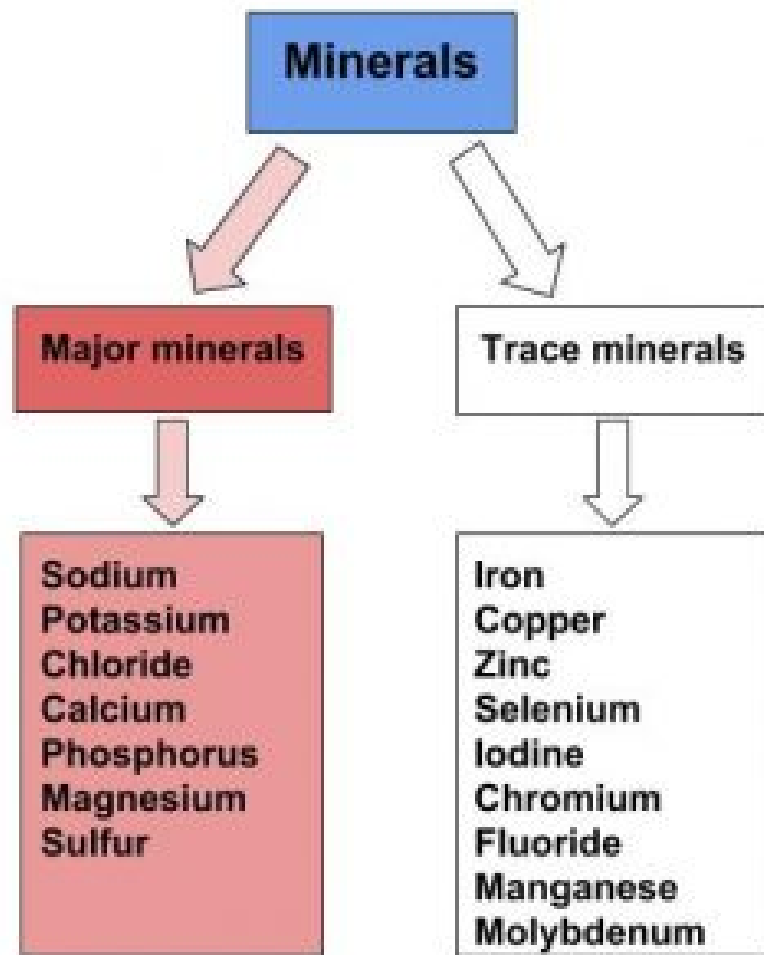 Minerals
Major minerals
Trace minerals
Sodium
Potassium
Chloride
Calcium
Phosphorus
Magnesium
Sulfur
Iron
Copper
Zinc
Selenium
Iodine
Chromium
Fluoride
Manganese
Molybdenum